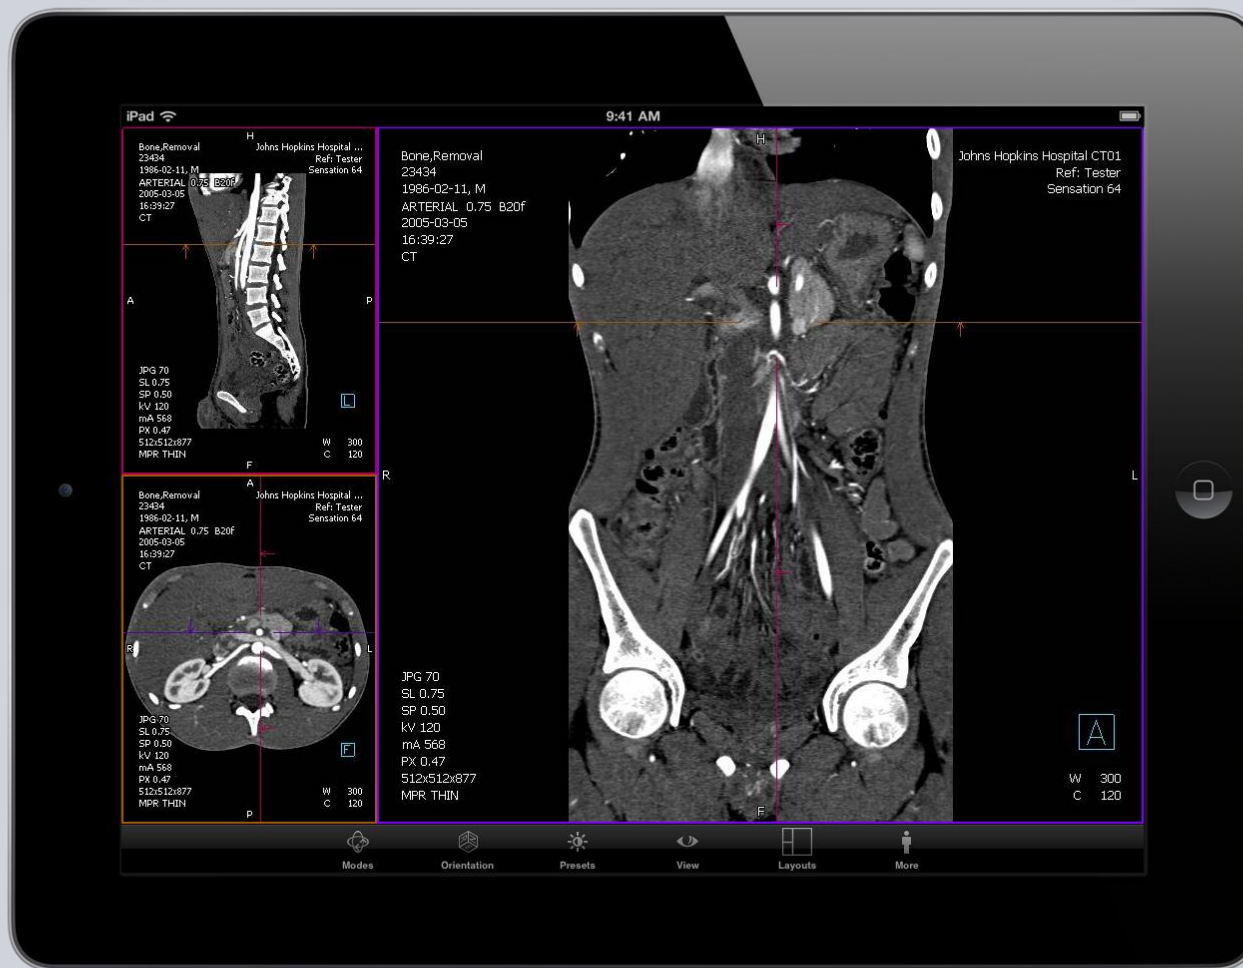 iPad
9:41 AM
H
Bone,Removal
Johns Hopkins Hospital ...
23434
Ref: Tester
1986-02-11, M
Sensation 64
ARTERIAL 0.75 B20f
2005-03-05
16:39:27
CT
A
P
JPG 70
SL 0.75
SP 0.50
kV 120
L
mA 568
PX 0.47
512x512x877
W 300
MPR THIN
C 120
F
A
Bone,Removal
Johns Hopkins Hospital ...
23434
Ref: Tester
1986-02-11, M
Sensation 64
ARTERIAL 0.75 B20f
2005-03-05
16:39:27
CT
R
L
JPG 70
SL 0.75
SP 0.50
kV 120
F
mA 568
PX 0.47
512x512x877
W 300
MPR THIN
C 120
P
H
Bone,Removal
Johns Hopkins Hospital CT01
23434
Ref: Tester
1986-02-11, M
Sensation 64
ARTERIAL 0.75 B20f
2005-03-05
16:39:27
CT
R
L
JPG 70
SL 0.75
SP 0.50
kV 120
A
mA 568
PX 0.47
512x512x877
W 300
MPR THIN
C 120
F
Modes
Orientation
Presets
View
Layouts
More